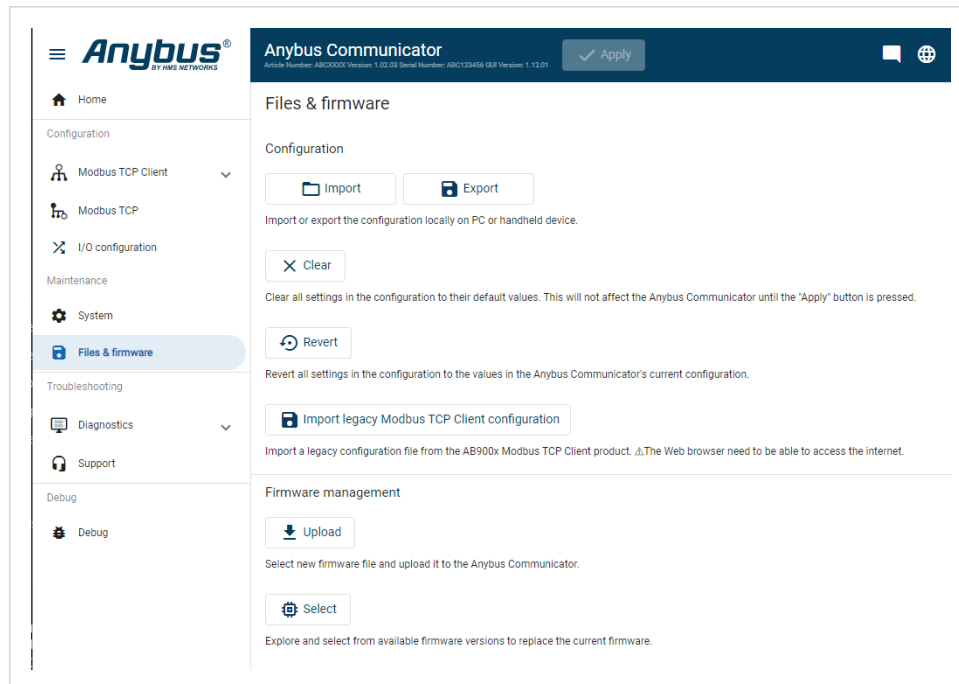 Anybus®
BY HMS NETWORKS
Anybus Communicator
Article Number: ABCXXXX Version: 1.02.03 Serial Number: ABC123456 GUI Version: 1.12.01
Apply
Home
Configuration
Modbus TCP Client
Modbus TCP
I/O configuration
Maintenance
System
Files & firmware
Troubleshooting
Diagnostics
Support
Debug
Debug
Files & firmware
Configuration
Import
Export
Import or export the configuration locally on PC or handheld device.
Clear
Clear all settings in the configuration to their default values. This will not affect the Anybus Communicator until the "Apply" button is pressed.
Revert
Revert all settings in the configuration to the values in the Anybus Communicator's current configuration.
Import legacy Modbus TCP Client configuration
Import a legacy configuration file from the AB900x Modbus TCP Client product. ⚠The Web browser need to be able to access the internet.
Firmware management
Upload
Select new firmware file and upload it to the Anybus Communicator.
Select
Explore and select from available firmware versions to replace the current firmware.